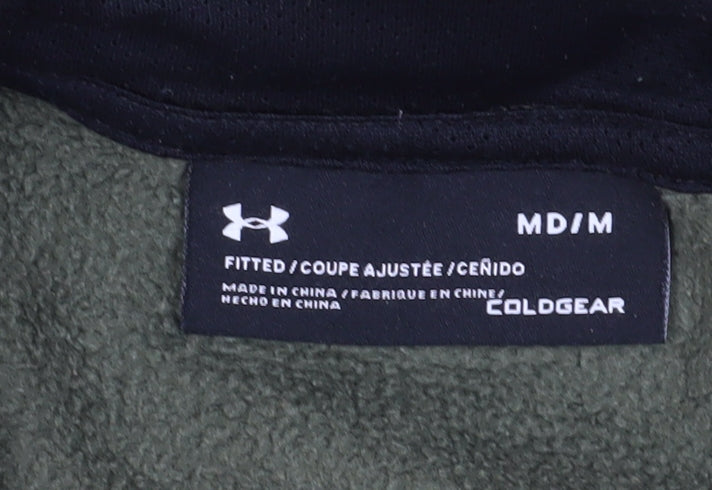 MD/M
FITTED / COUPE AJUSTÉE / CEÑIDO
MADE IN CHINA / FABRIQUE EN CHINE /
HECHO EN CHINA
COLDGEAR